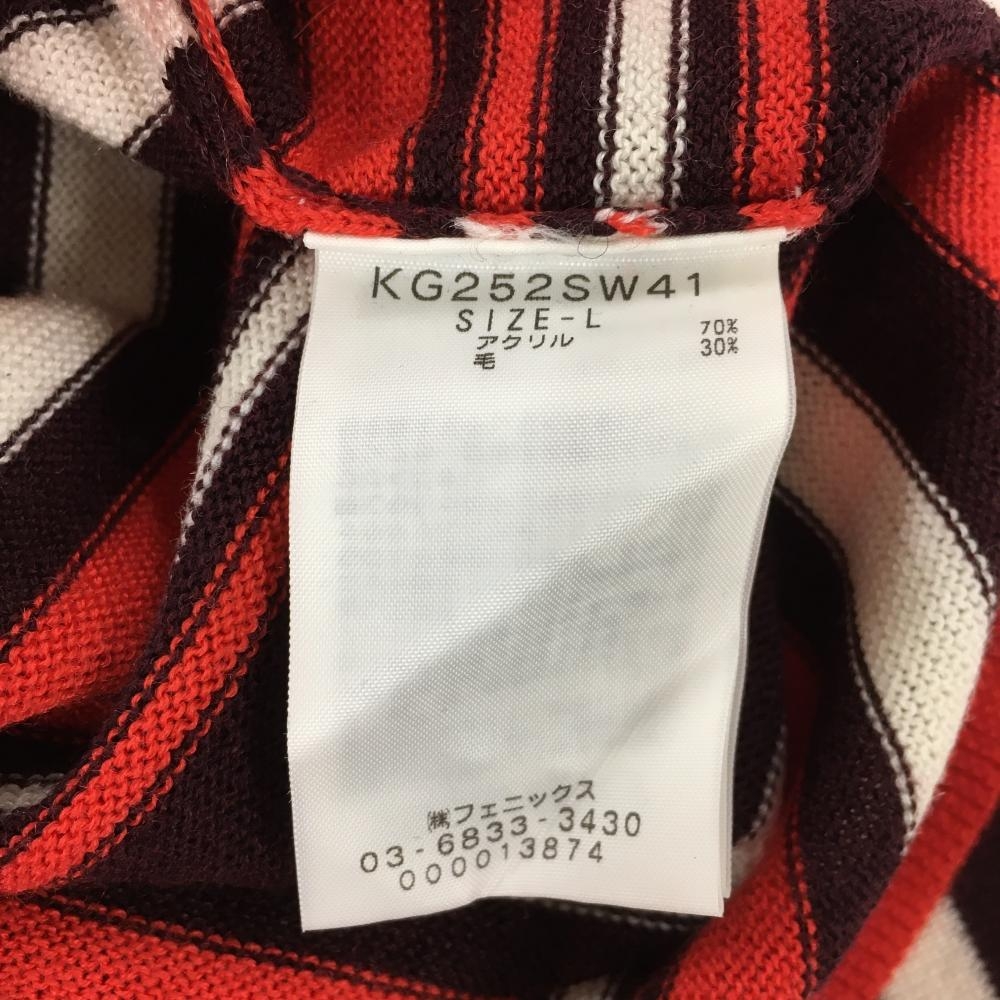 KG252SW41
SIZE-L
アクリル 70%
毛 30%
㈱フェニックス
03-6833-3430
000013874